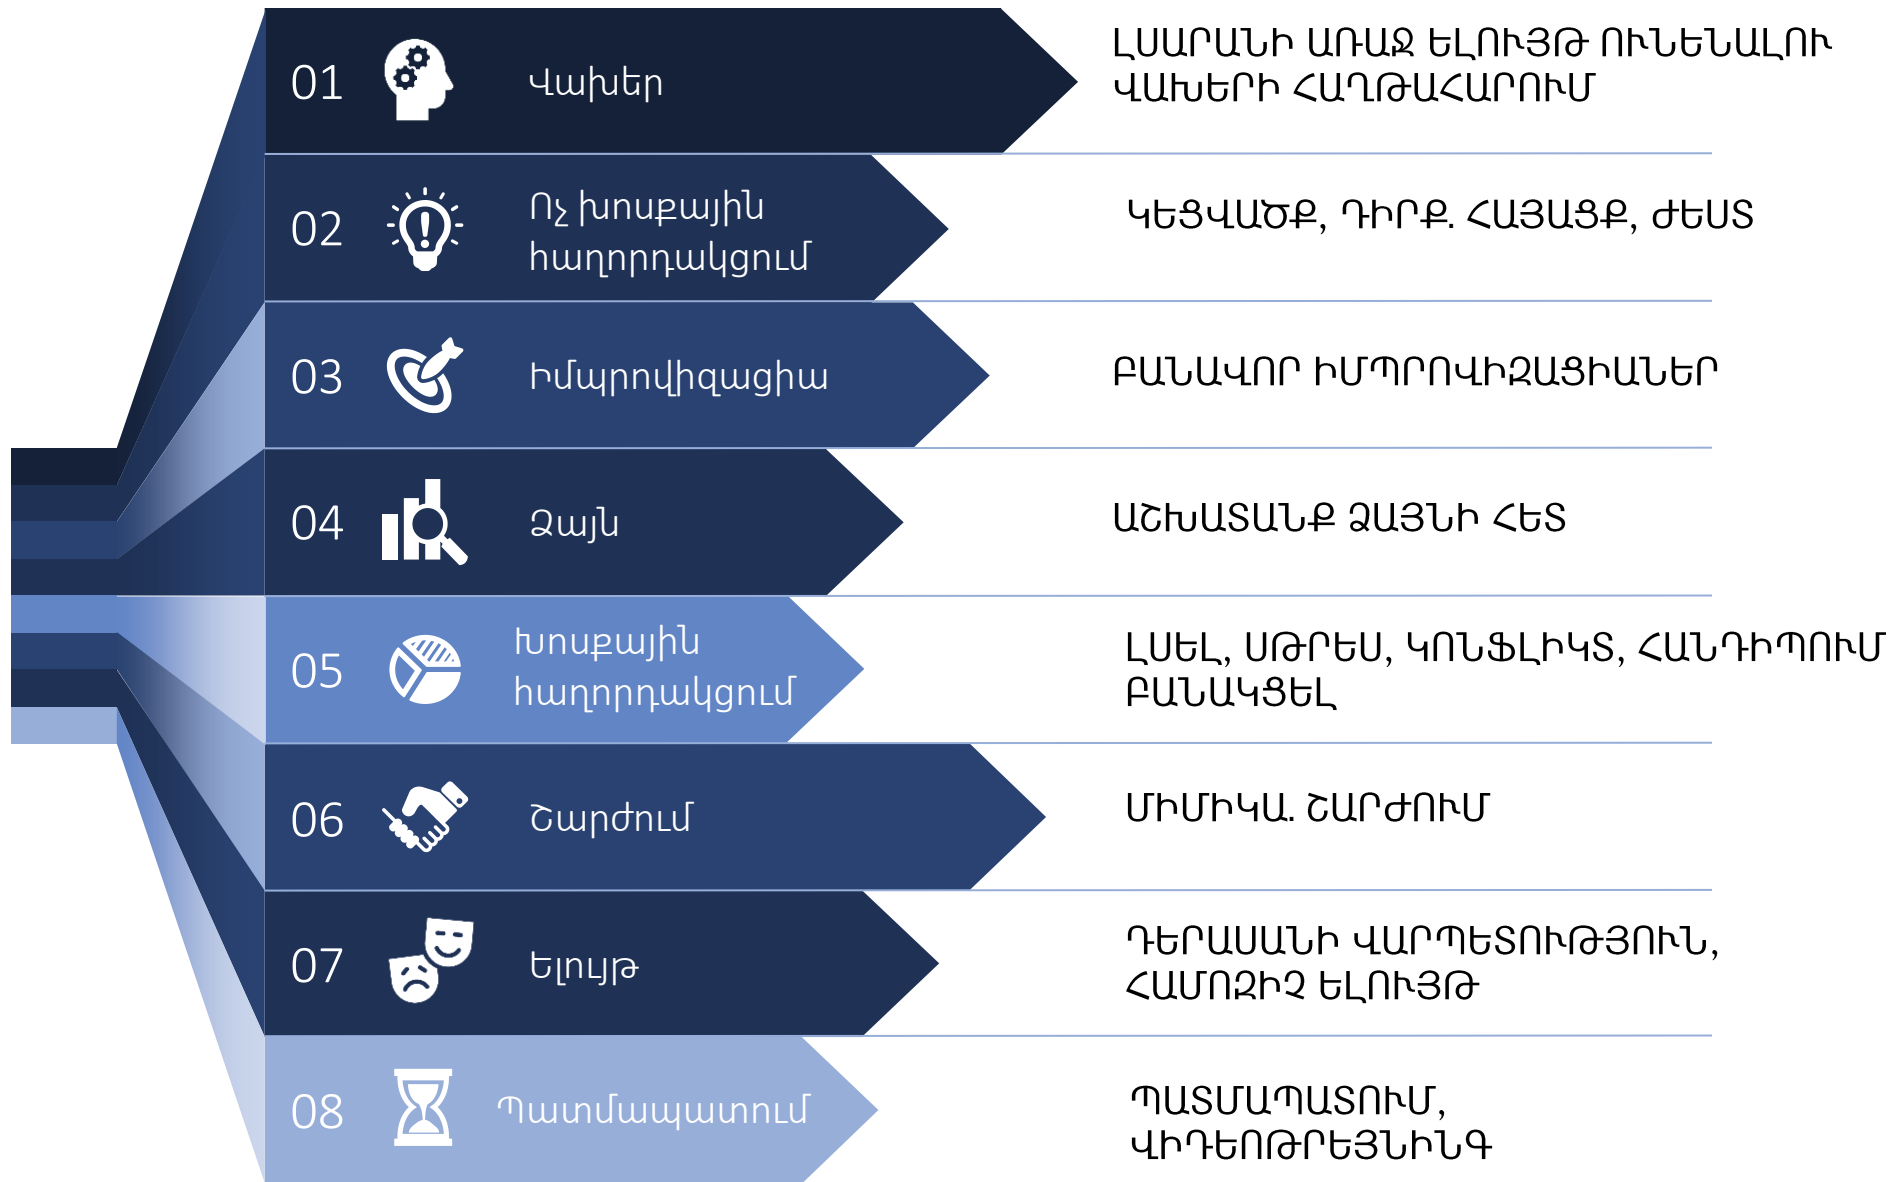 01
Վախեր
ԼՍԱՐԱՆԻ ԱՌԱՋ ԵԼՈՒՅԹ ՈՒՆԵՆԱԼՈՒ
ՎԱԽԵՐԻ ՀԱՂԹԱՀԱՐՈՒՄ
02
Ոչ խոսքային
հաղորդակցում
ԿԵՑՎԱԾՔ, ԴԻՐՔ. ՀԱՅԱՑՔ, ԺԵՍՏ
03
Իմպրովիզացիա
ԲԱՆԱՎՈՐ ԻՄՊՐՈՎԻԶԱՑԻԱՆԵՐ
04
Ձայն
ԱՇԽԱՏԱՆՔ ՁԱՅՆԻ ՀԵՏ
05
Խոսքային
հաղորդակցում
ԼՍԵԼ, ՍԹՐԵՍ, ԿՈՆՖԼԻԿՏ, ՀԱՆԴԻՊՈՒՄ
ԲԱՆԱԿՑԵԼ
06
Շարժում
ՄԻՄԻԿԱ. ՇԱՐԺՈՒՄ
07
Ելույթ
ԴԵՐԱՍԱՆԻ ՎԱՐՊԵՏՈՒԹՅՈՒՆ,
ՀԱՄՈԶԻՉ ԵԼՈՒՅԹ
08
Պատմապատում
ՊԱՏՄԱՊԱՏՈՒՄ,
ՎԻԴԵՈԹՐԵՅՆԻՆԳ